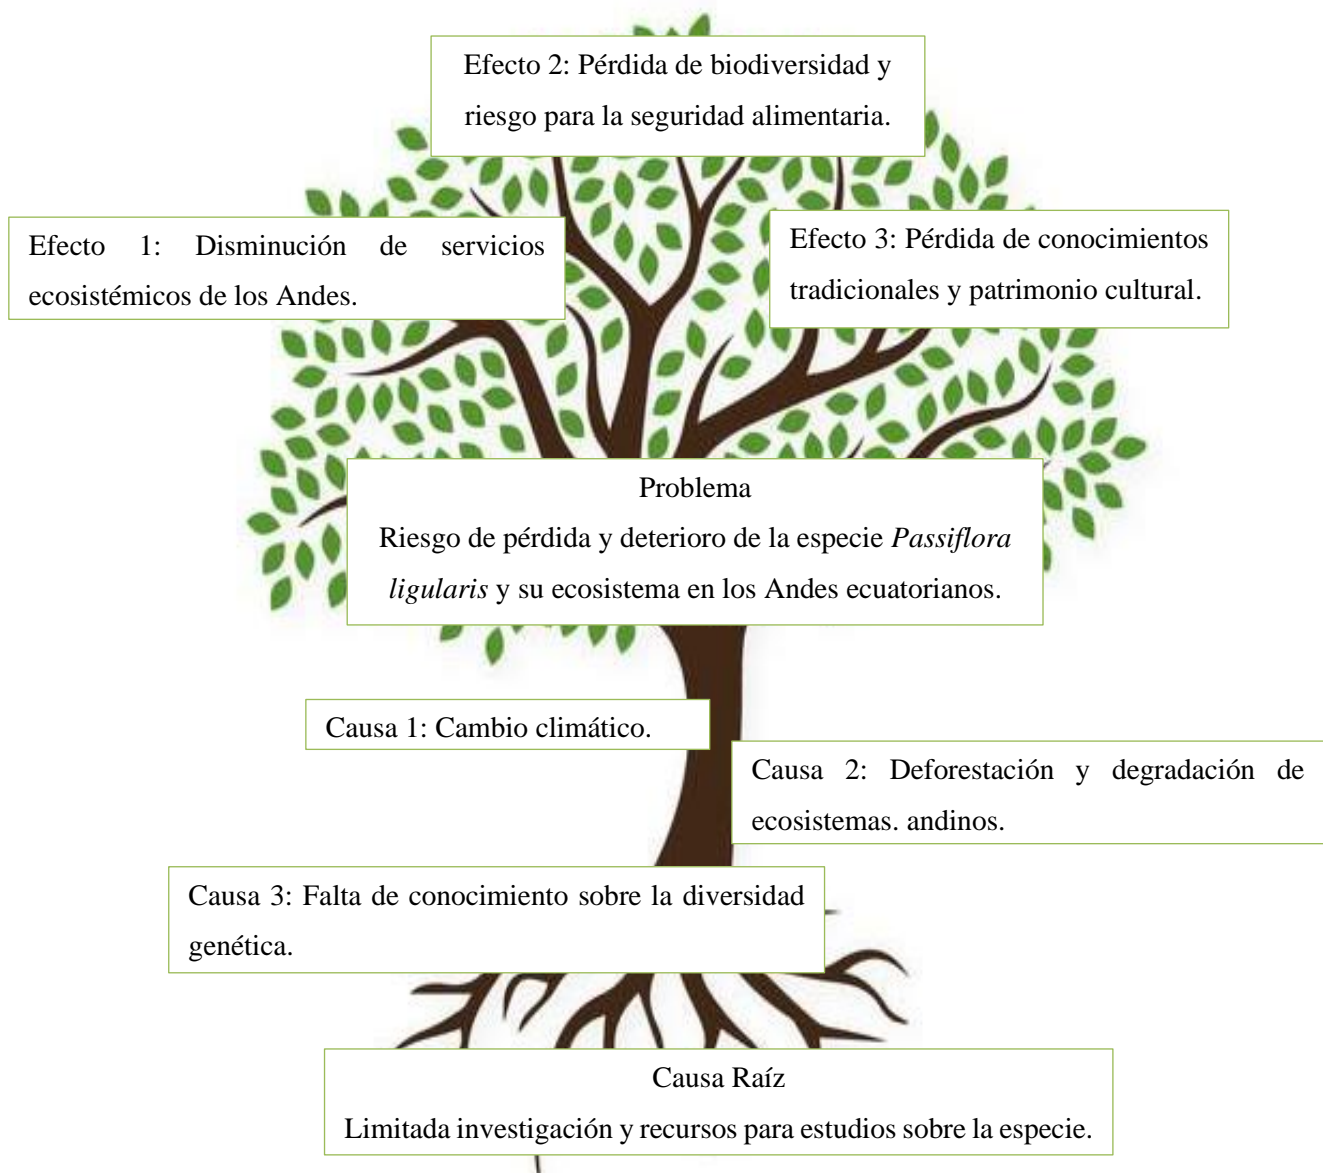 Efecto 2: Pérdida de biodiversidad y
riesgo para la seguridad alimentaria.
Efecto 1: Disminución de servicios
ecosistémicos de los Andes.
Efecto 3: Pérdida de conocimientos
tradicionales y patrimonio cultural.
Problema
Riesgo de pérdida y deterioro de la especie Passiflora
ligularis y su ecosistema en los Andes ecuatorianos.
Causa 1: Cambio climático.
Causa 2: Deforestación y degradación de
ecosistemas. andinos.
Causa 3: Falta de conocimiento sobre la diversidad
genética.
Causa Raíz
Limitada investigación y recursos para estudios sobre la especie.